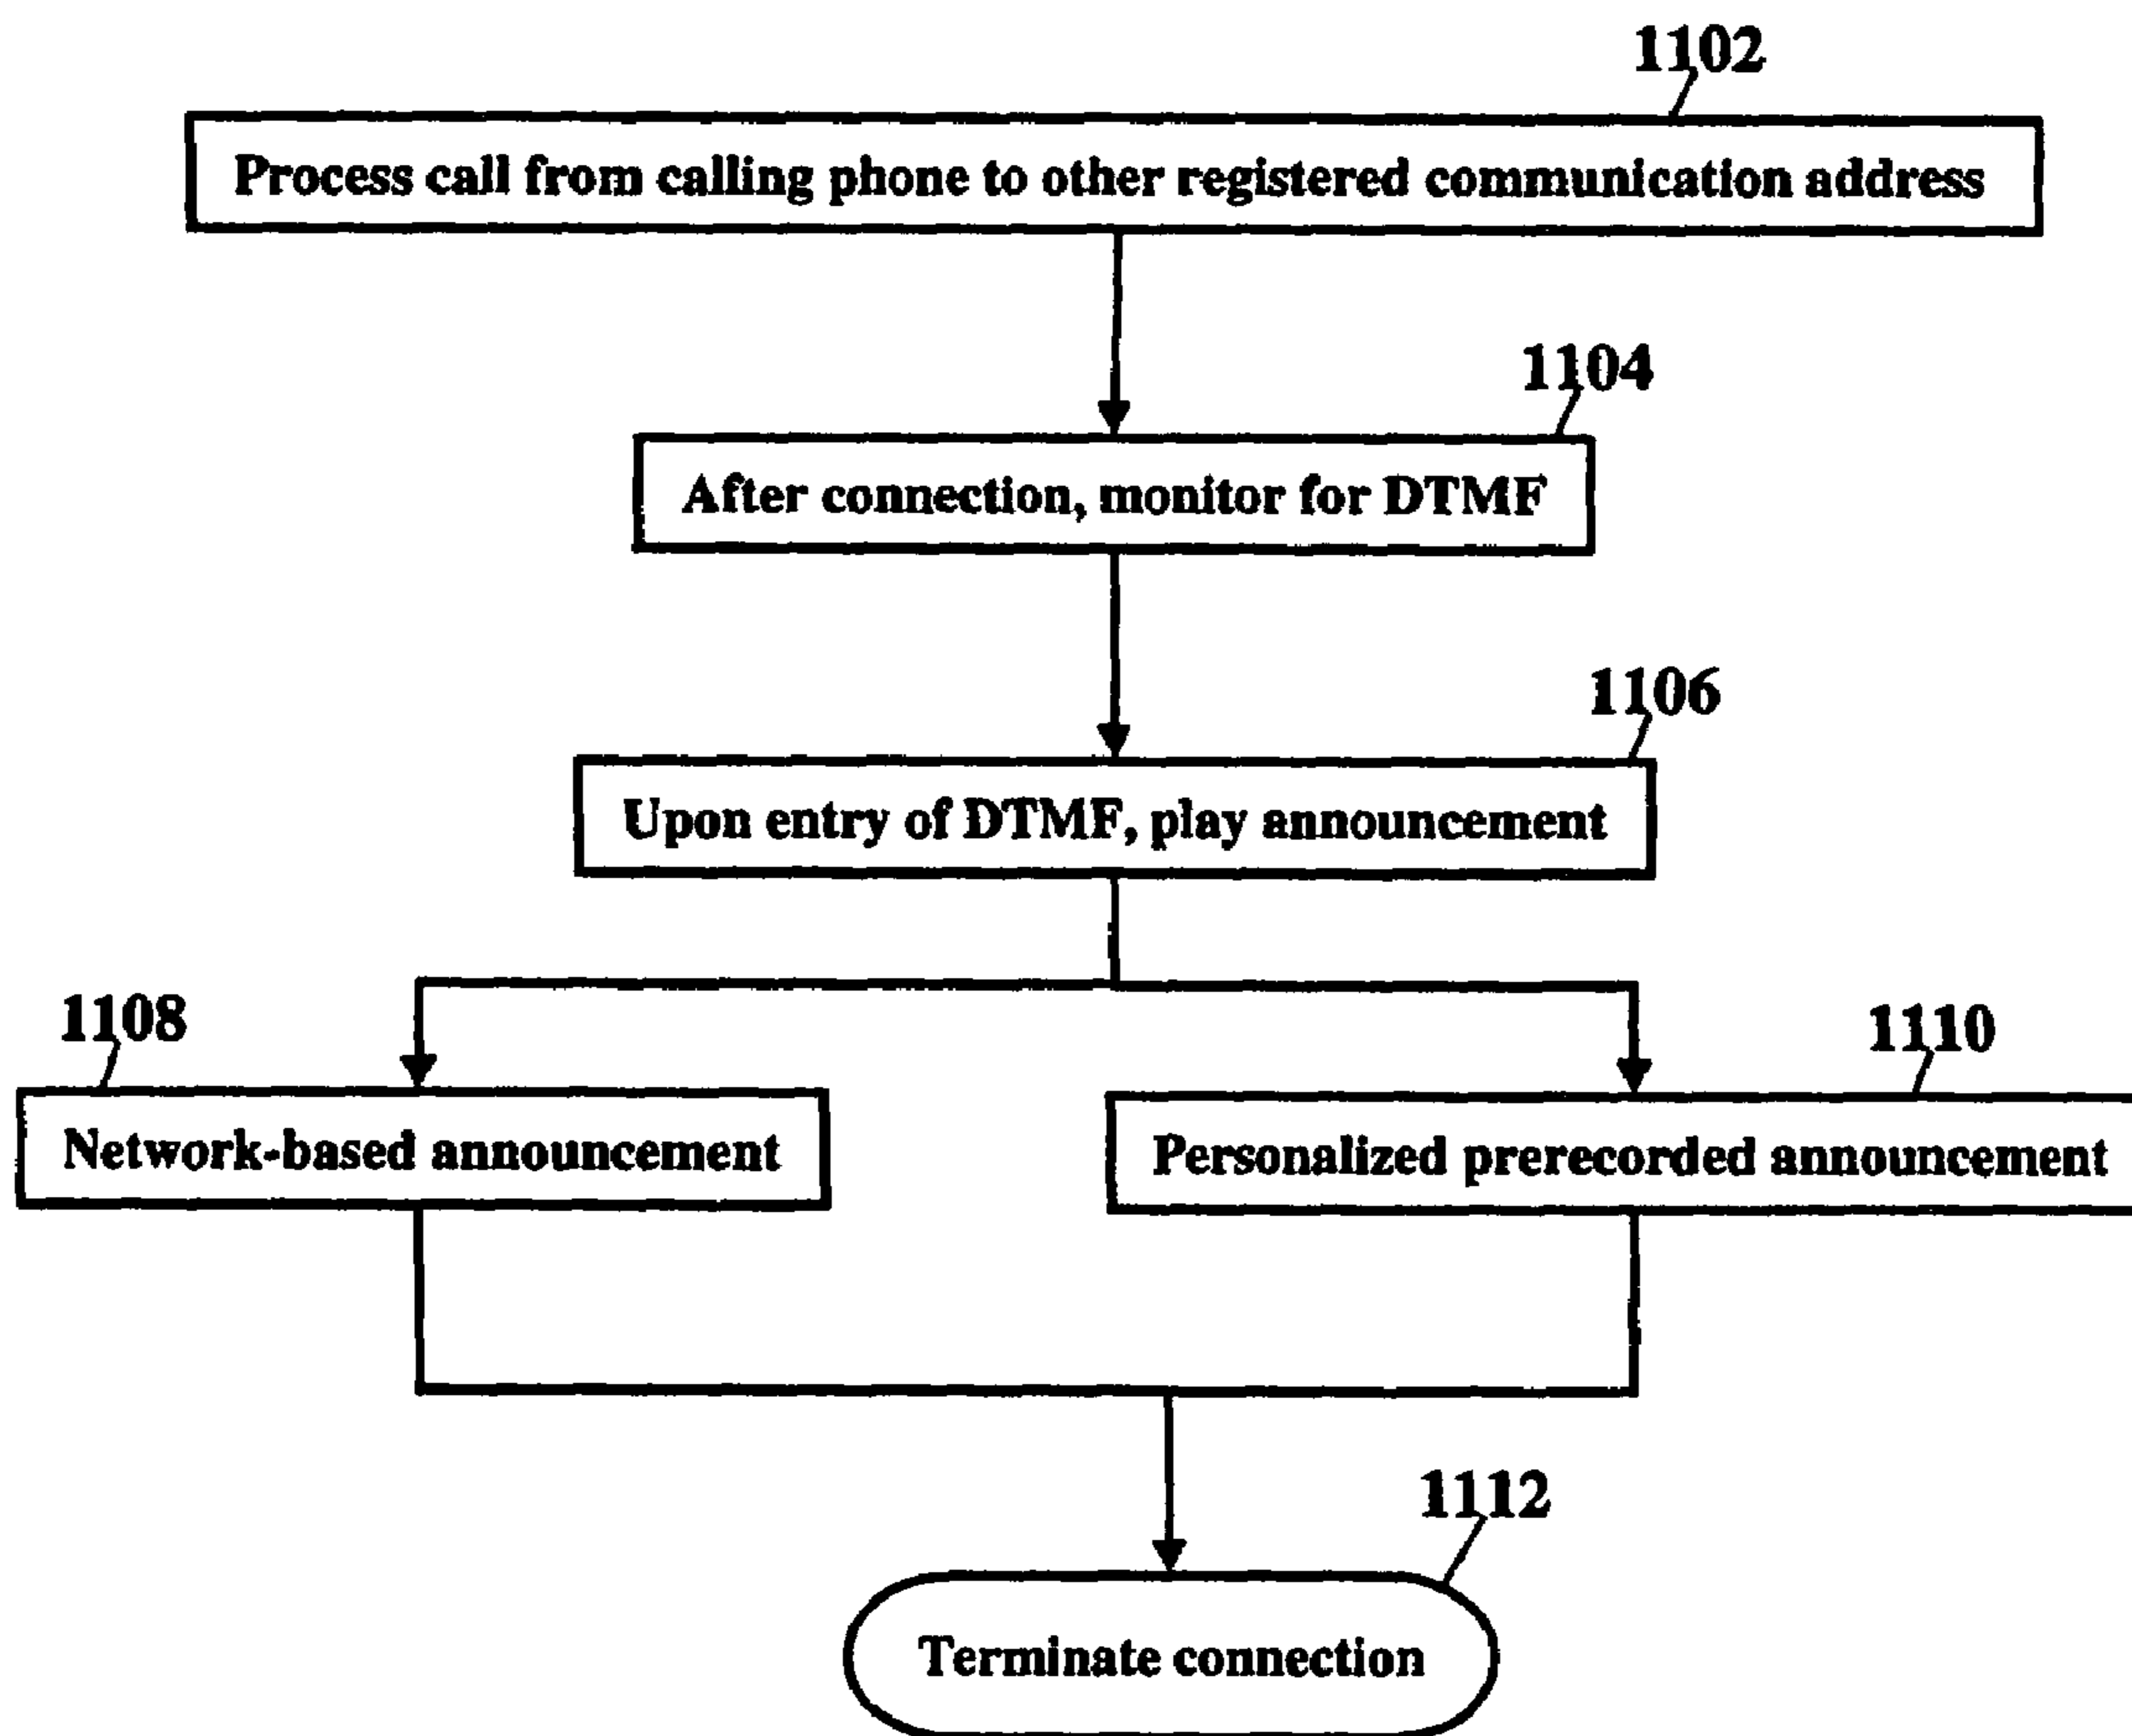 1102
Process call from calling phone to other registered communication address
1104
After connection, monitor for DTMF
1106
Upon entry of DTMF, play announcement
1108
Network-based announcement
1110
Personalized prerecorded announcement
1112
Terminate connection